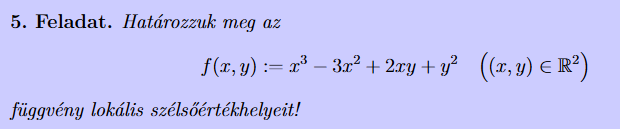 5. Feladat. Határozzuk meg az
f(x, y) := x³ − 3x² + 2xy + y² ((x, y) ∈ ℝ²)
függvény lokális szélsőértékhelyeit!